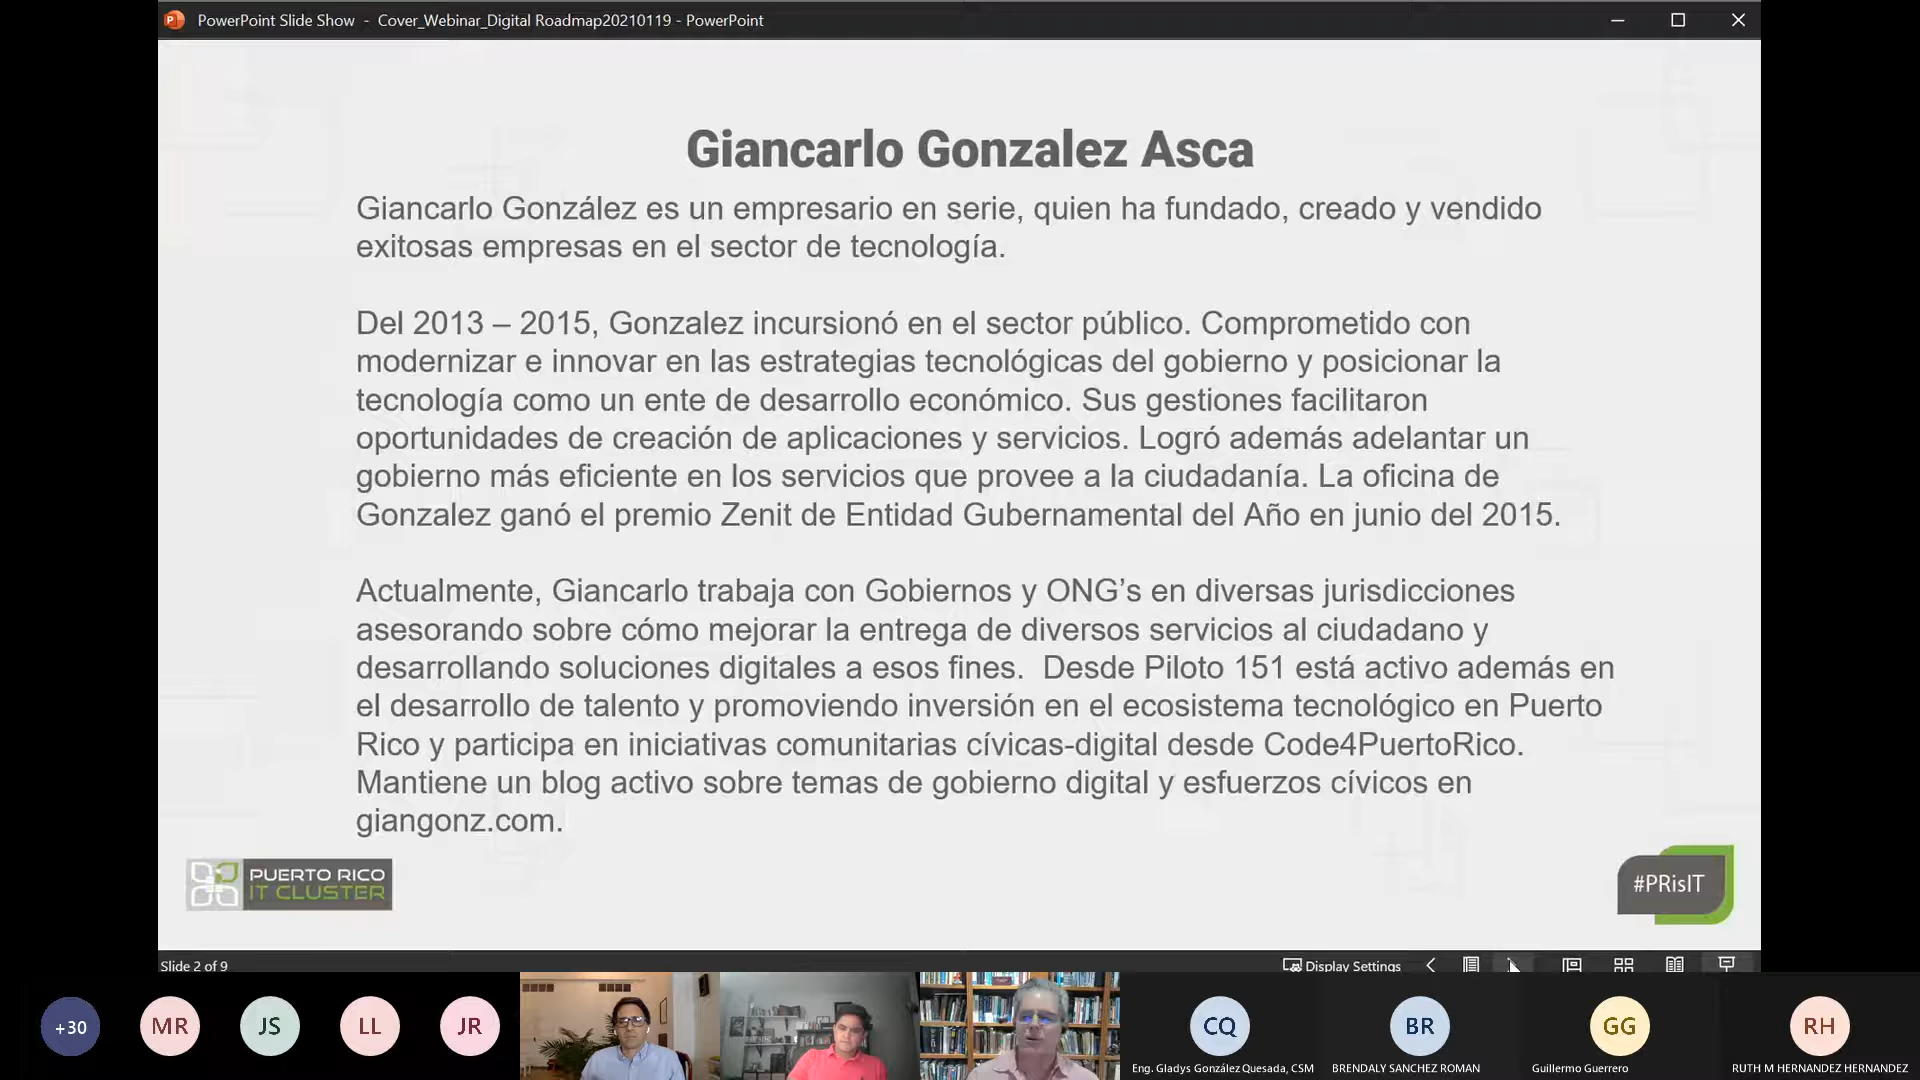 PowerPoint Slide Show - Cover_Webinar_Digital Roadmap20210119 - PowerPoint
Giancarlo Gonzalez Asca
Giancarlo González es un empresario en serie, quien ha fundado, creado y vendido
exitosas empresas en el sector de tecnología.
Del 2013 – 2015, Gonzalez incursionó en el sector público. Comprometido con
modernizar e innovar en las estrategias tecnológicas del gobierno y posicionar la
tecnología como un ente de desarrollo económico. Sus gestiones facilitaron
oportunidades de creación de aplicaciones y servicios. Logró además adelantar un
gobierno más eficiente en los servicios que provee a la ciudadanía. La oficina de
Gonzalez ganó el premio Zenit de Entidad Gubernamental del Año en junio del 2015.
Actualmente, Giancarlo trabaja con Gobiernos y ONG’s en diversas jurisdicciones
asesorando sobre cómo mejorar la entrega de diversos servicios al ciudadano y
desarrollando soluciones digitales a esos fines.  Desde Piloto 151 está activo además en
el desarrollo de talento y promoviendo inversión en el ecosistema tecnológico en Puerto
Rico y participa en iniciativas comunitarias cívicas-digital desde Code4PuertoRico.
Mantiene un blog activo sobre temas de gobierno digital y esfuerzos cívicos en
giangonz.com.
PUERTO RICO
IT CLUSTER
#PRisIT
Slide 2 of 9
Display Settings
+30
MR
JS
LL
JR
CQ
BR
GG
RH
Eng. Gladys González Quesada, CSM
BRENDALY SANCHEZ ROMAN
Guillermo Guerrero
RUTH M HERNANDEZ HERNANDEZ